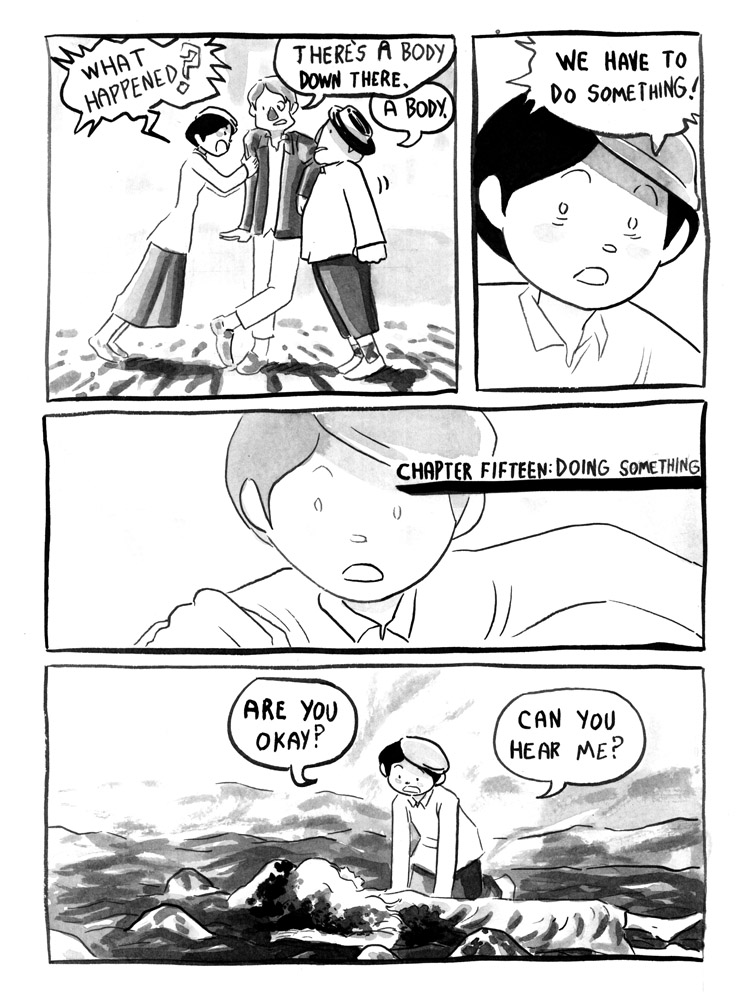 WHAT
HAPPENED?!
THERE'S A BODY
DOWN THERE.
A BODY.
WE HAVE TO
DO SOMETHING!
CHAPTER FIFTEEN: DOING SOMETHING
ARE YOU
OKAY?
CAN YOU
HEAR ME?